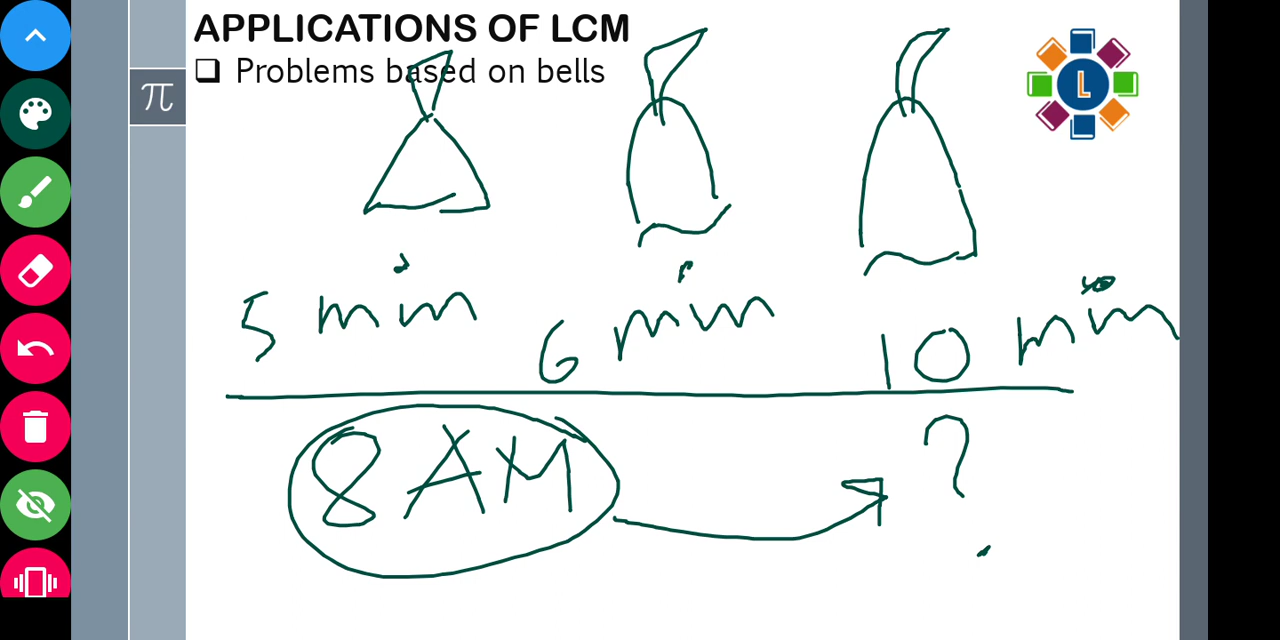 APPLICATIONS OF LCM
❑ Problems based on bells
π
L
5 min 6 min 10 min
8 AM ?